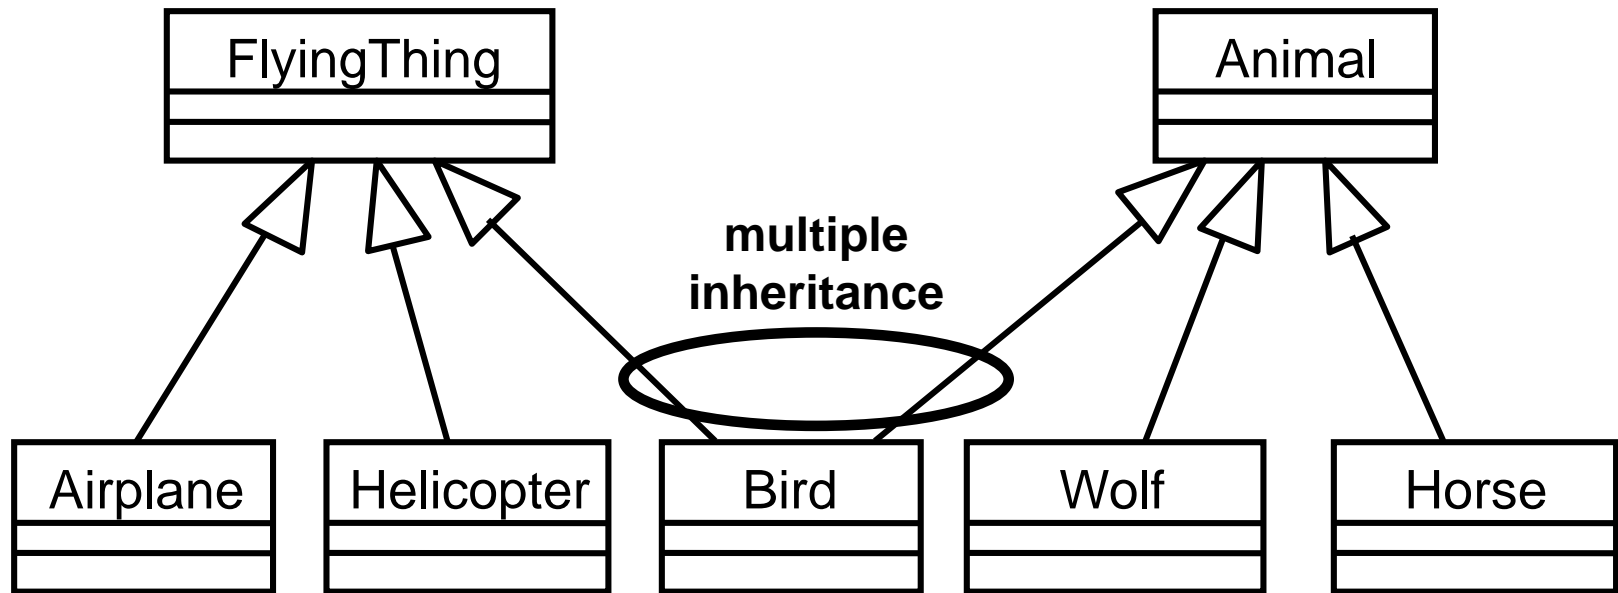 FlyingThing
Animal
multiple
inheritance
Airplane
Helicopter
Bird
Wolf
Horse